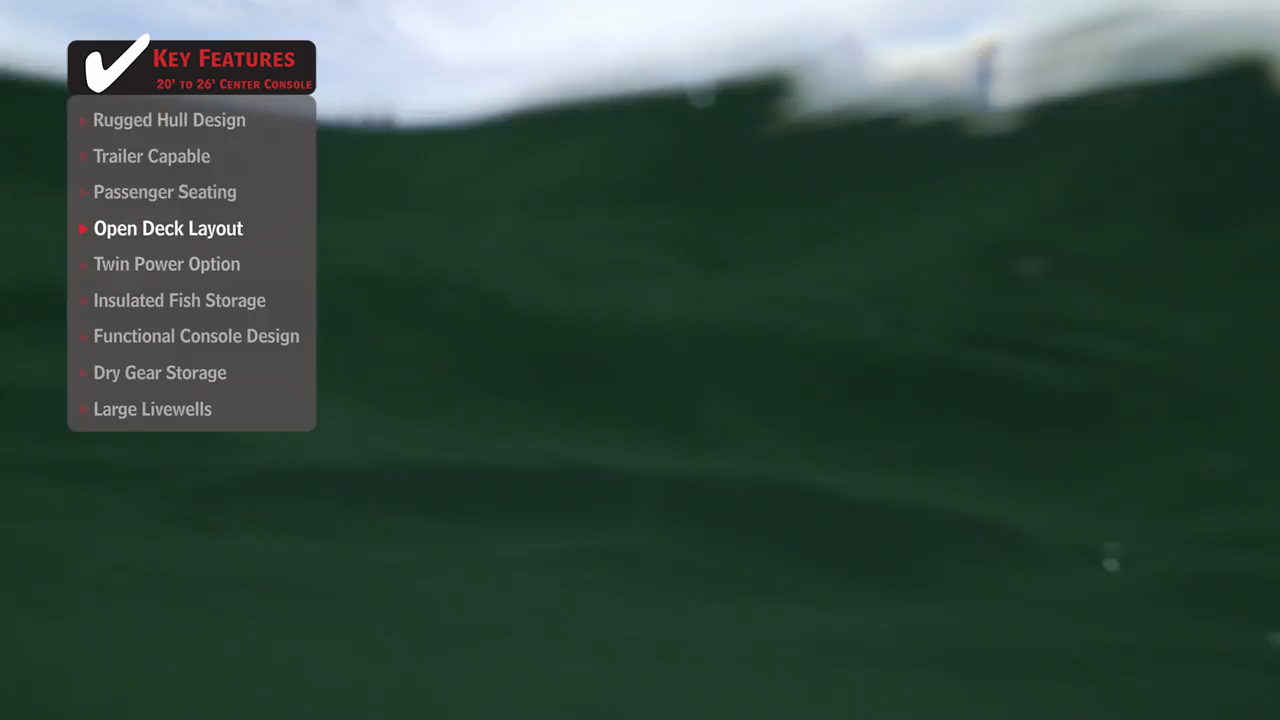 Key Features
20' to 26' Center Console
Rugged Hull Design
Trailer Capable
Passenger Seating
Open Deck Layout
Twin Power Option
Insulated Fish Storage
Functional Console Design
Dry Gear Storage
Large Livewells